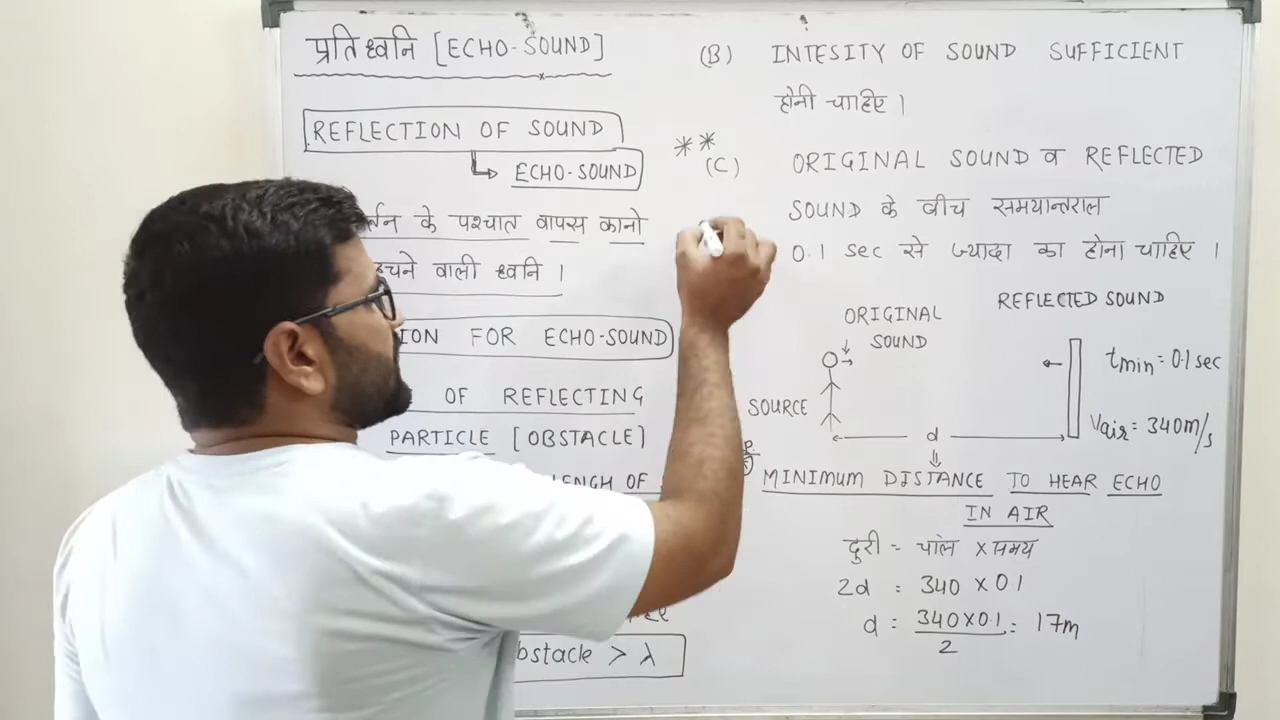 प्रतिध्वनि [ECHO-SOUND]
REFLECTION OF SOUND
ECHO-SOUND
के पश्चात वापस कानो
वाली ध्वनि ।
FOR ECHO-SOUND
OF REFLECTING
PARTICLE [OBSTACLE]
OF
> λ
(B) INTESITY OF SOUND SUFFICIENT
होनी चाहिए ।
** (C) ORIGINAL SOUND व REFLECTED
SOUND के बीच समयान्तराल
0.1 sec से ज्यादा का होना चाहिए ।
ORIGINAL
SOUND
REFLECTED SOUND
SOURCE
tmin = 0.1 sec
Vair = 340m/s
d
MINIMUM DISTANCE TO HEAR ECHO
IN AIR
दुरी = चाल × समय
2d = 340 × 0.1
d = 340×0.1 = 17m
2